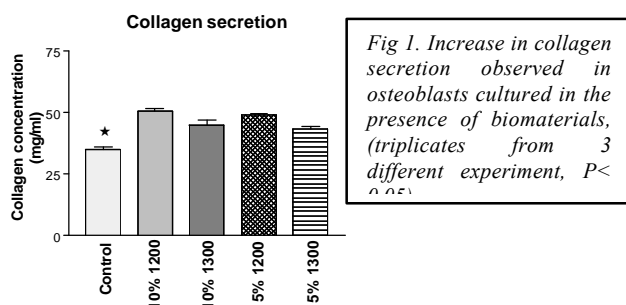 Collagen secretion
Collagen concentration
(mg/ml)
75
50
25
0
★
Control
10% 1200
10% 1300
5% 1200
5% 1300
Fig 1. Increase in collagen
secretion observed in
osteoblasts cultured in the
presence of biomaterials,
(triplicates from 3
different experiment, P<
0.05)